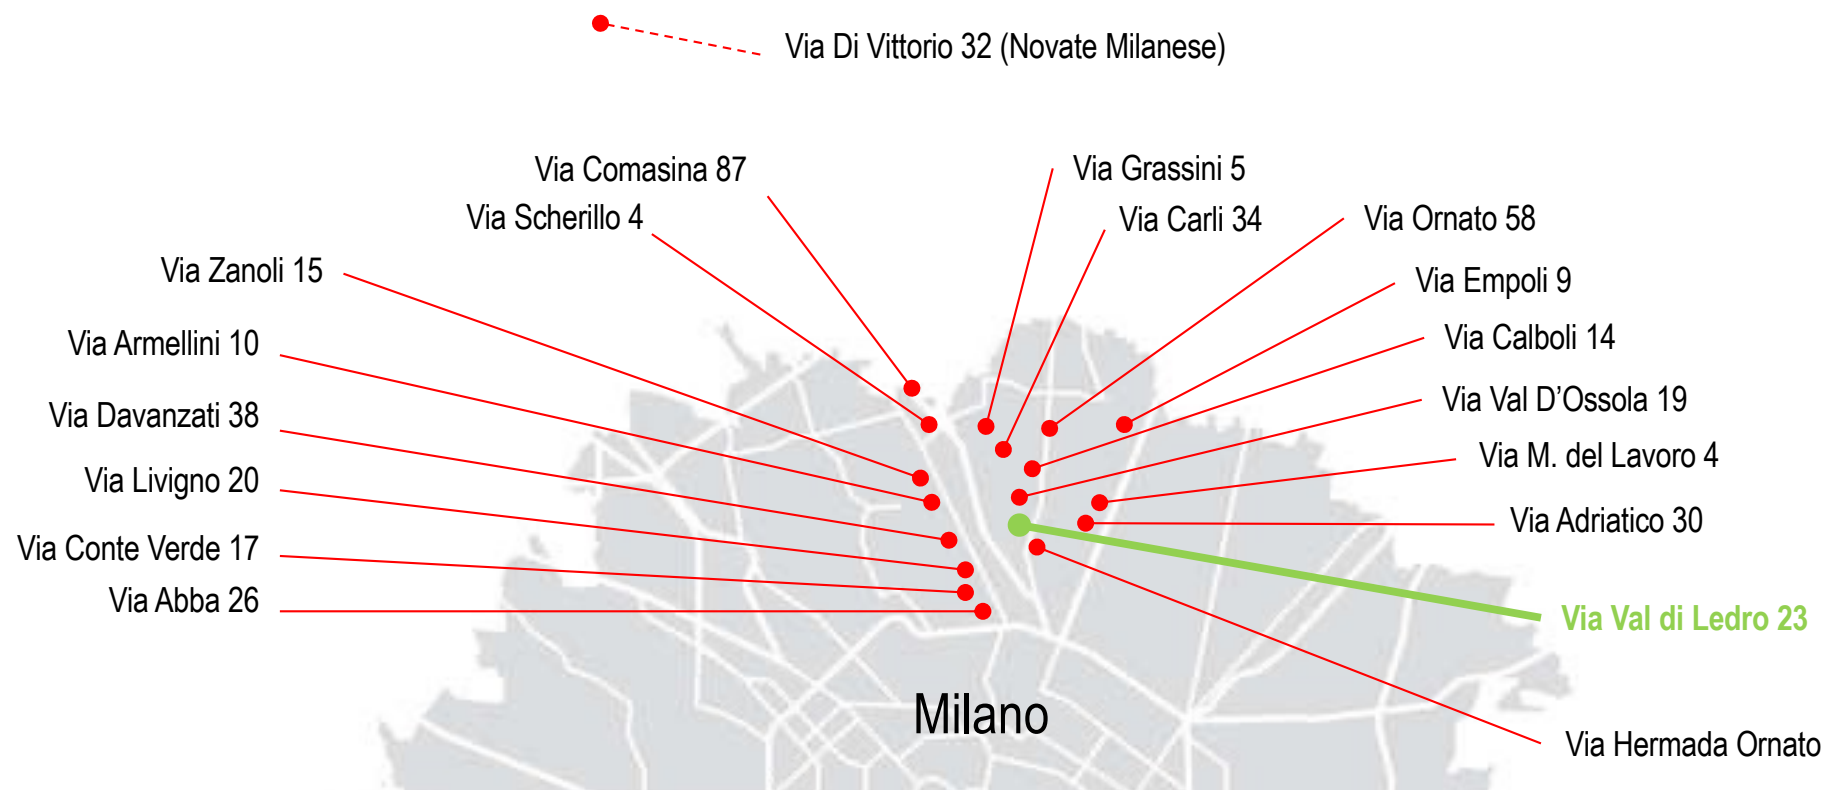 Via Di Vittorio 32 (Novate Milanese)
Via Comasina 87
Via Grassini 5
Via Scherillo 4
Via Carli 34
Via Ornato 58
Via Zanoli 15
Via Empoli 9
Via Armellini 10
Via Calboli 14
Via Davanzati 38
Via Val D’Ossola 19
Via Livigno 20
Via M. del Lavoro 4
Via Conte Verde 17
Via Adriatico 30
Via Abba 26
Via Val di Ledro 23
Milano
Via Hermada Ornato